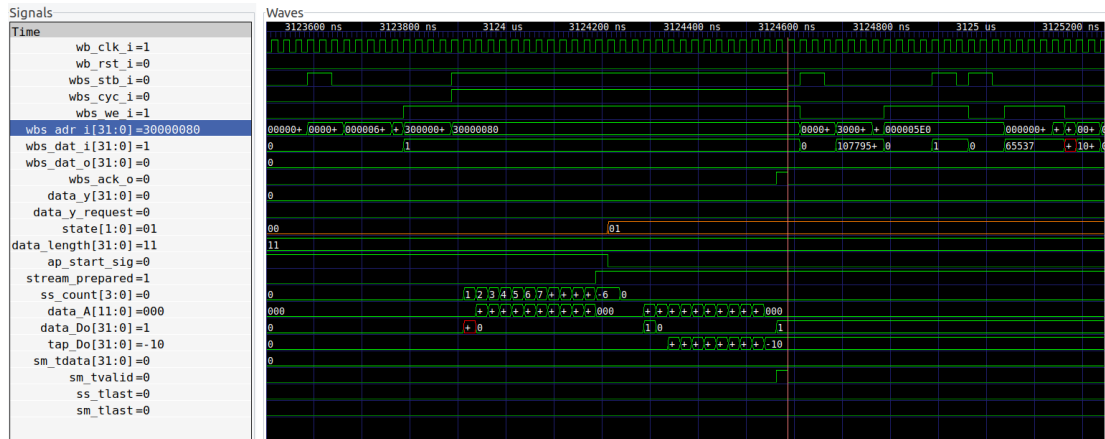 Signals
Waves
Time
3123600 ns 3123800 ns 3124 us 3124200 ns 3124400 ns 3124600 ns 3124800 ns 3125 us 3125200 ns
wb_clk_i=1
wb_rst_i=0
wbs_stb_i=0
wbs_cyc_i=0
wbs_we_i=1
wbs_adr_i[31:0]=30000080 00000+ 0000+ 000006+ + 300000+ 30000080 0000+ 3000+ + 000005E0 000000+ + + 00+
wbs_dat_i[31:0]=1 0 1 0 107795+ 0 1 0 65537 + 10+
wbs_dat_o[31:0]=0 0
wbs_ack_o=0
data_y[31:0]=0 0
data_y_request=0
state[1:0]=01 00 01
data_length[31:0]=11 11
ap_start_sig=0
stream_prepared=1
ss_count[3:0]=0 0 1 2 3 4 5 6 7 + + + + -6 0
data_A[11:0]=000 000 + + + + + + + + + + 000 + + + + + + + + + + 000
data_Do[31:0]=1 0 + 0 1 0 1
tap_Do[31:0]=-10 0 + + + + + + + + -10
sm_tdata[31:0]=0 0
sm_tvalid=0
ss_tlast=0
sm_tlast=0